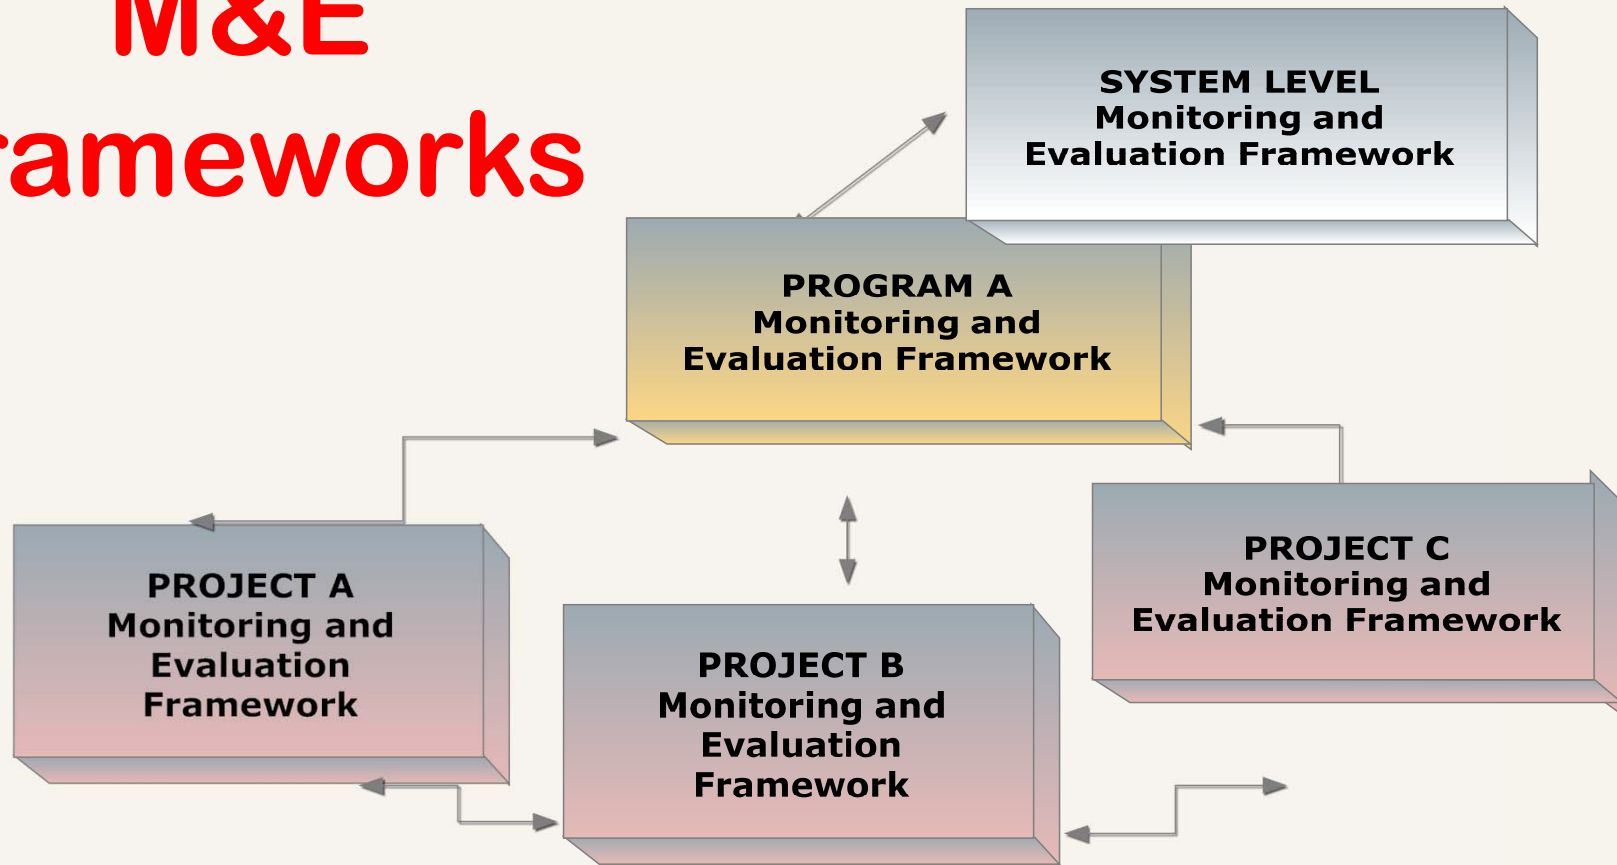 M&E
rameworks
SYSTEM LEVEL
Monitoring and
Evaluation Framework
PROGRAM A
Monitoring and
Evaluation Framework
PROJECT A
Monitoring and
Evaluation
Framework
PROJECT B
Monitoring and
Evaluation
Framework
PROJECT C
Monitoring and
Evaluation Framework